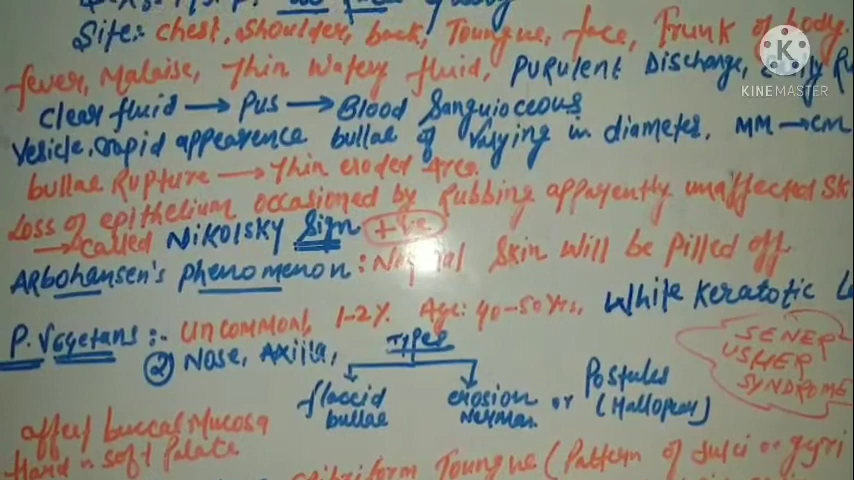 Site:- chest, shoulder, back, Toungue, face, Trunk of body.
fever, Malaise, Thin watery fluid, PURULENT DISCHARGE,
KINEMASTER
clear fluid → PUS → Blood Sanguioceous
Vesicle, rapid appearence bullae of varying in diameter, MM → CM
bullae Rupture → Thin eroded Area.
Loss of epithelium occasioned by Rubbing apparently unaffected Sk
→ called NIKOLSKY Sign +ve
ARbohansen's phenomenon: Normal Skin will be pilled off
P. Vegetans:- Uncommon, 1-2%. Age: 40-50 Yrs, White Keratotic
② Nose, Axilla, TYPES
SENER USHER SYNDROME
flaccid bullae
erosion Neuman. or Postules (Hallopeau)
affect buccal Mucosa
Hard n soft Palate
Toungue (Pattern of sulci or gyri